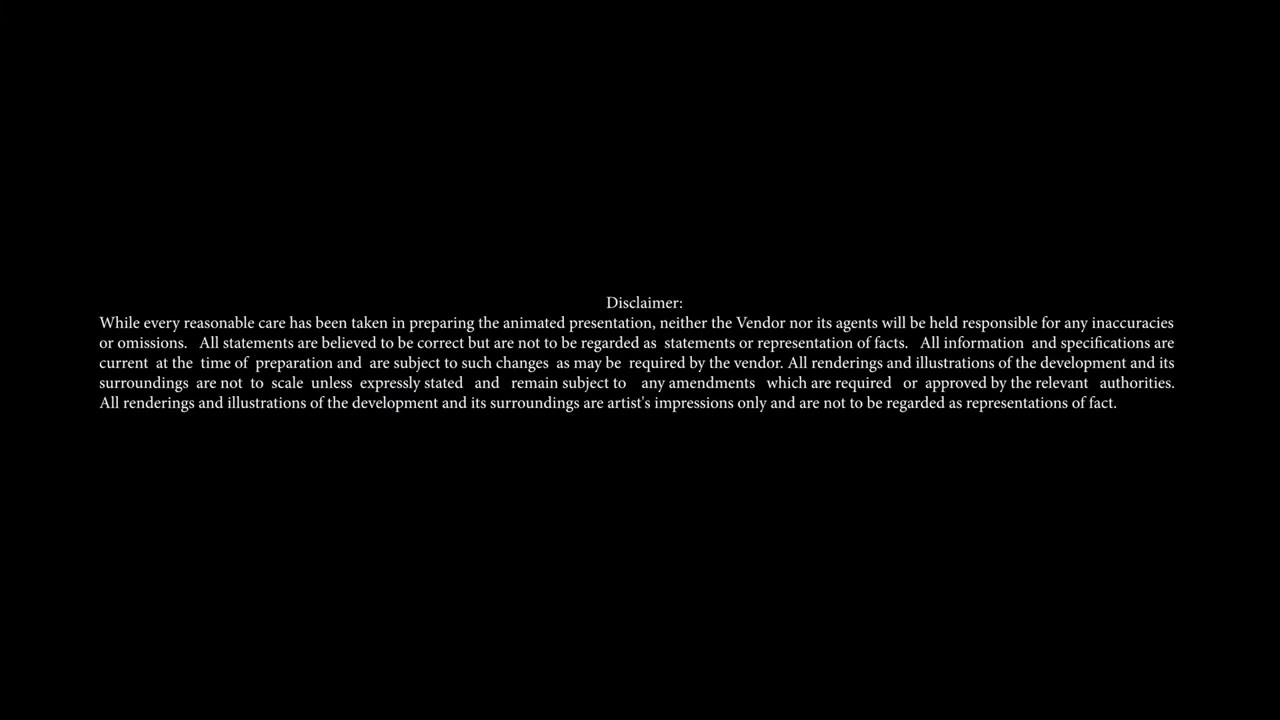 Disclaimer:
While every reasonable care has been taken in preparing the animated presentation, neither the Vendor nor its agents will be held responsible for any inaccuracies
or omissions. All statements are believed to be correct but are not to be regarded as statements or representation of facts. All information and specifications are
current at the time of preparation and are subject to such changes as may be required by the vendor. All renderings and illustrations of the development and its
surroundings are not to scale unless expressly stated and remain subject to any amendments which are required or approved by the relevant authorities.
All renderings and illustrations of the development and its surroundings are artist's impressions only and are not to be regarded as representations of fact.